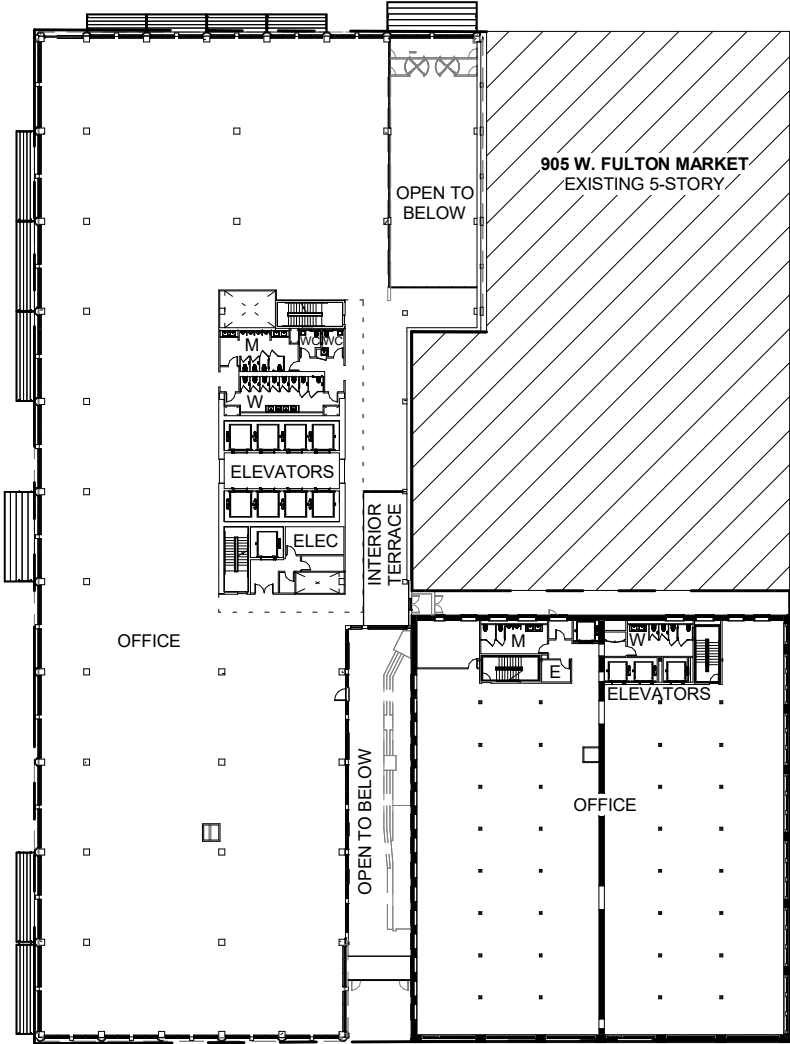 905 W. FULTON MARKET
EXISTING 5-STORY
OPEN TO
BELOW
M
WC
WC
W
ELEVATORS
INTERIOR
TERRACE
ELEC
OFFICE
M
W
E
ELEVATORS
OPEN TO BELOW
OFFICE